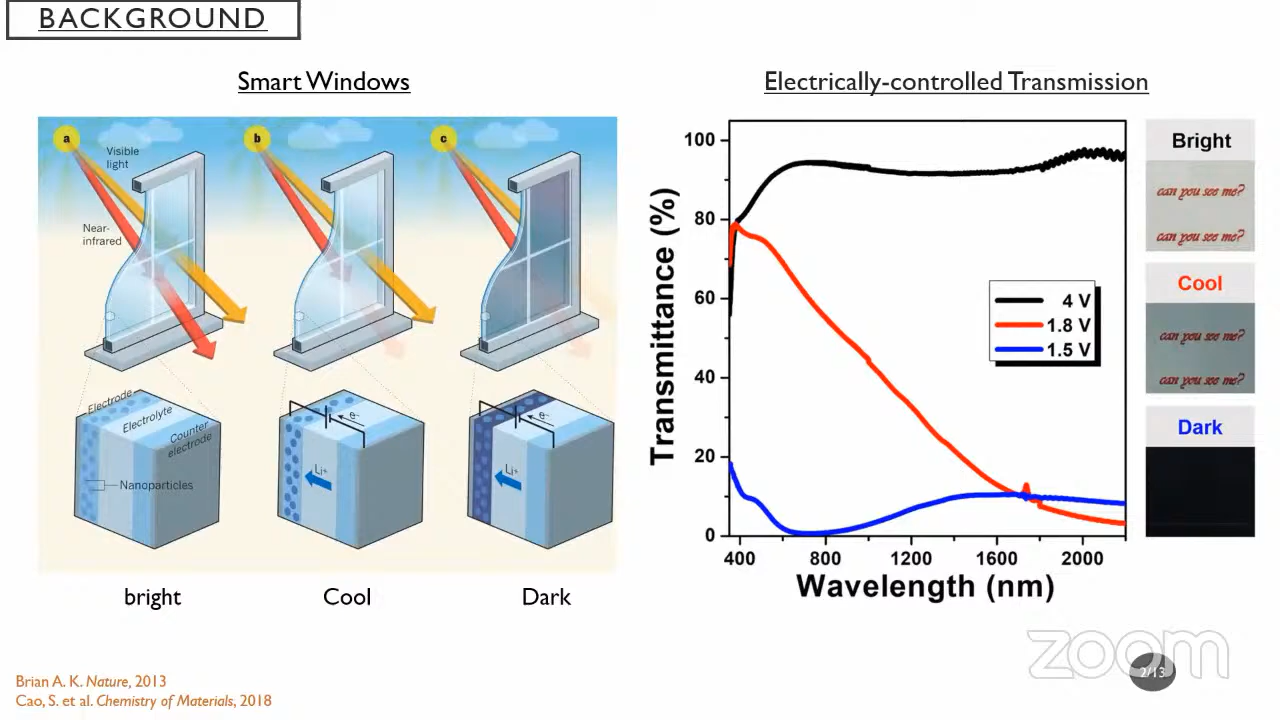 BACKGROUND
Smart Windows
Electrically-controlled Transmission
a
b
c
Visible
light
Near-
infrared
Electrode
Electrolyte
Counter
electrode
Nanoparticles
e-
Li+
e-
Li+
bright
Cool
Dark
Transmittance (%)
100
80
60
40
20
0
400
800
1200
1600
2000
Wavelength (nm)
4 V
1.8 V
1.5 V
Bright
can you see me?
can you see me?
Cool
can you see me?
can you see me?
Dark
Brian A. K. Nature, 2013
Cao, S. et al. Chemistry of Materials, 2018
zoom
2/13